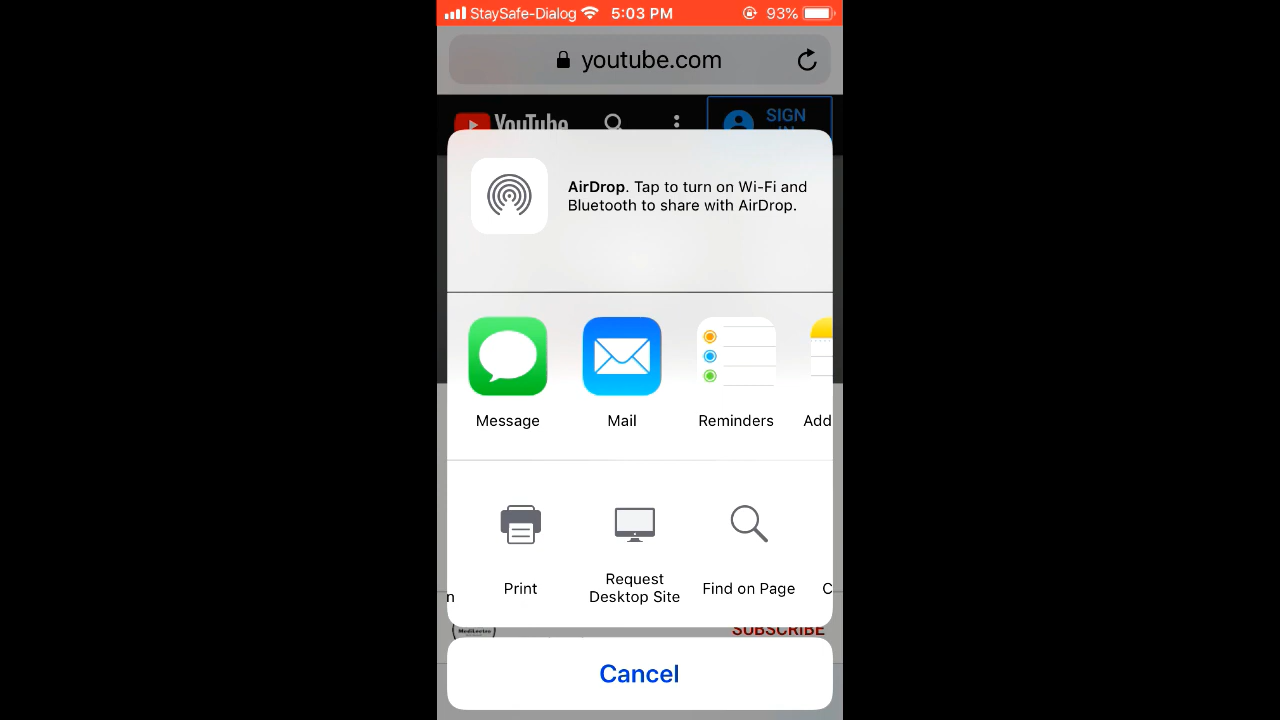 StaySafe-Dialog 5:03 PM 93%
youtube.com
YouTube
SIGN
AirDrop. Tap to turn on Wi-Fi and
Bluetooth to share with AirDrop.
Message Mail Reminders Add
Print Request Desktop Site Find on Page
SUBSCRIBE
Cancel